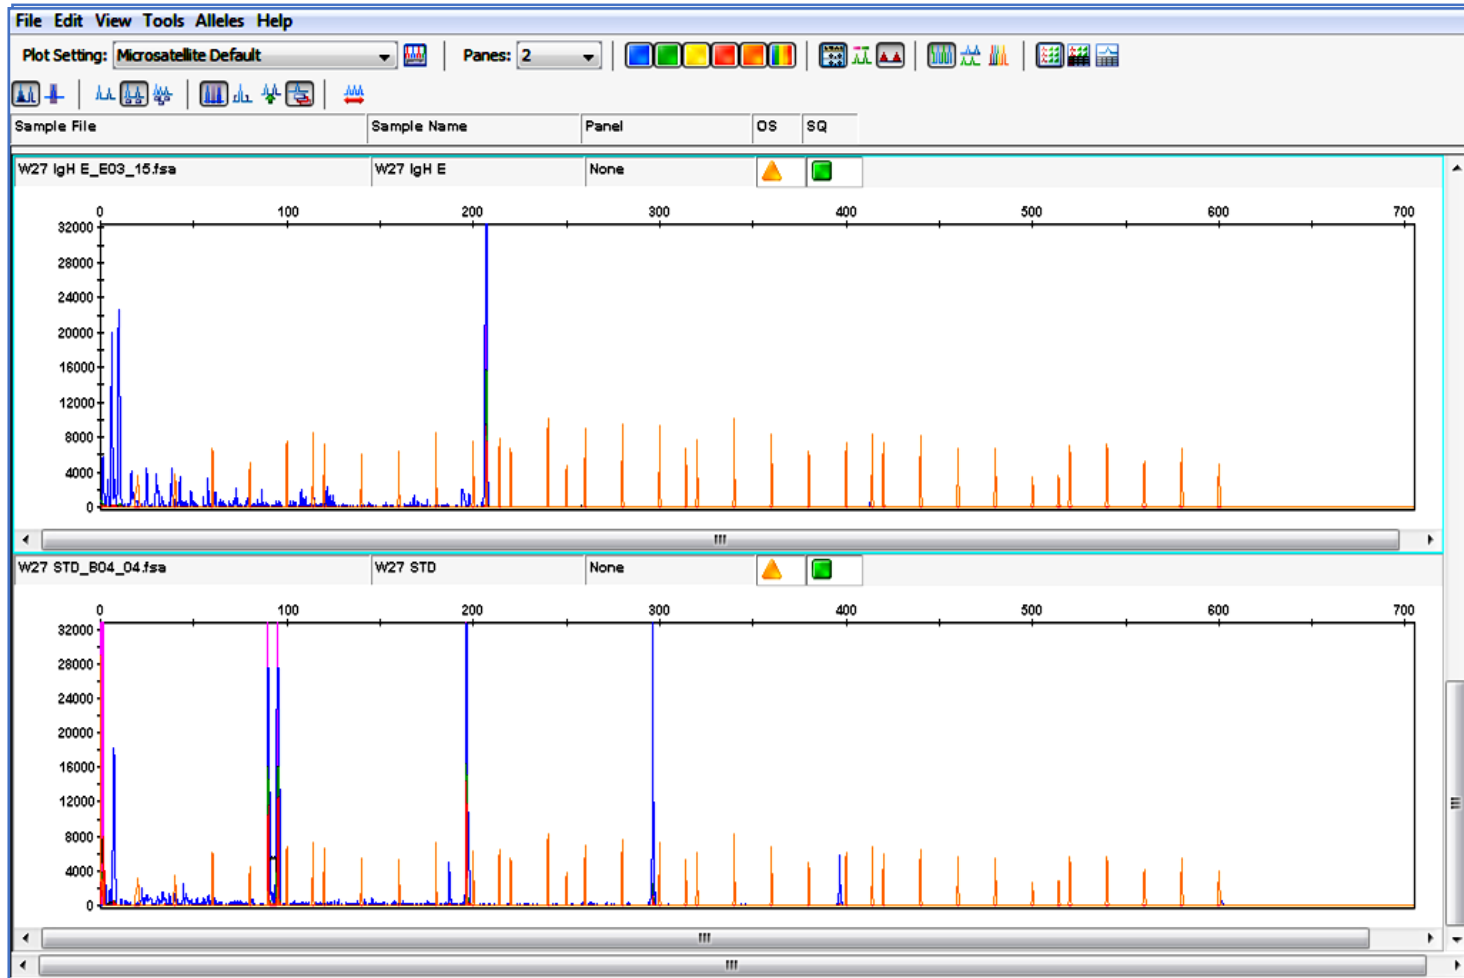 File Edit View Tools Alleles Help
Plot Setting: Microsatellite Default Panes: 2
Sample File Sample Name Panel OS SQ
W27 IgH E_E03_15.fsa W27 IgH E None
0 100 200 300 400 500 600 700
32000
28000
24000
20000
16000
12000
8000
4000
0
W27 STD_B04_04.fsa W27 STD None
0 100 200 300 400 500 600 700
32000
28000
24000
20000
16000
12000
8000
4000
0